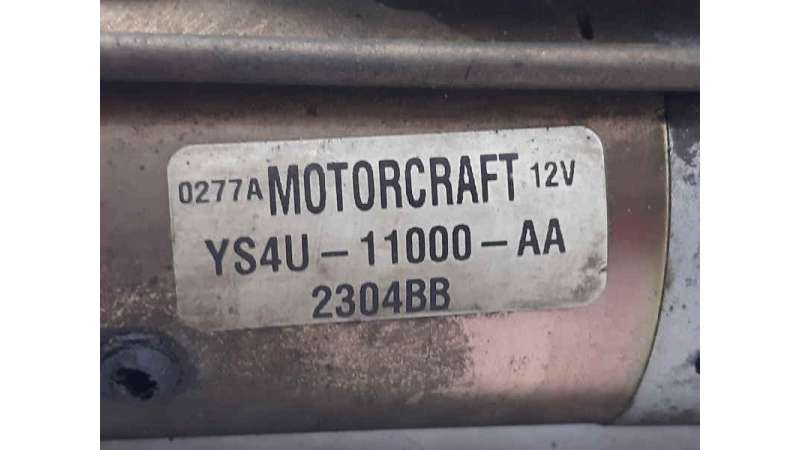 0277A MOTORCRAFT 12V
YS4U-11000-AA
2304BB